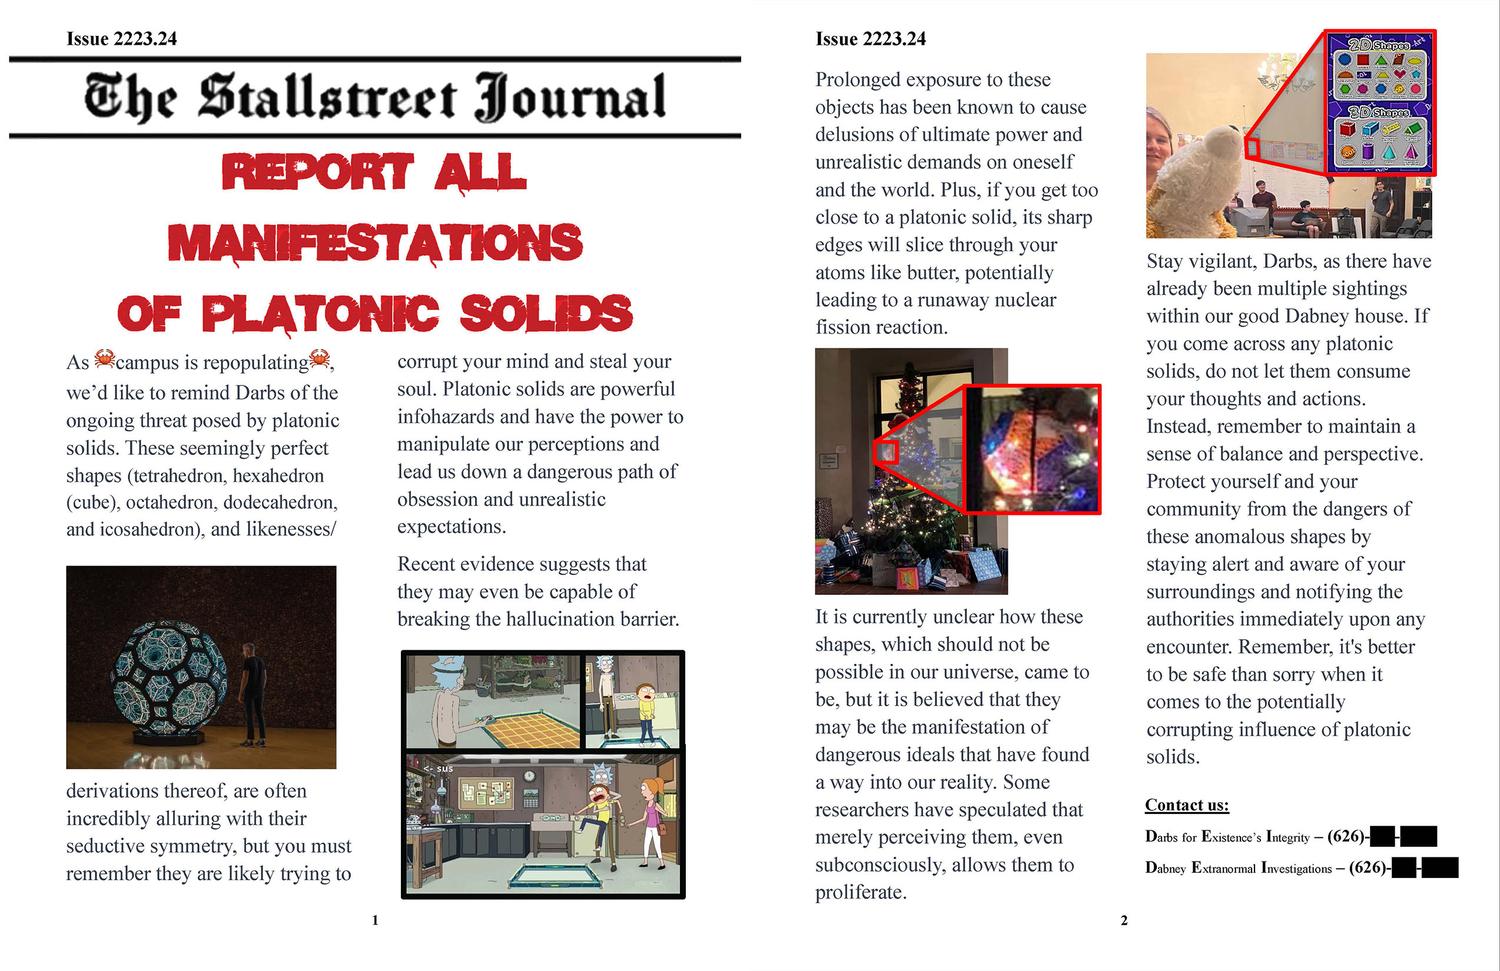 Issue 2223.24
The Stallstreet Journal
REPORT ALL
MANIFESTATIONS
OF PLATONIC SOLIDS
As 🦀campus is repopulating🦀,
we'd like to remind Darbs of the
ongoing threat posed by platonic
solids. These seemingly perfect
shapes (tetrahedron, hexahedron
(cube), octahedron, dodecahedron,
and icosahedron), and likenesses/
derivations thereof, are often
incredibly alluring with their
seductive symmetry, but you must
remember they are likely trying to
corrupt your mind and steal your
soul. Platonic solids are powerful
infohazards and have the power to
manipulate our perceptions and
lead us down a dangerous path of
obsession and unrealistic
expectations.
Recent evidence suggests that
they may even be capable of
breaking the hallucination barrier.
<- sus
1
Issue 2223.24
Prolonged exposure to these
objects has been known to cause
delusions of ultimate power and
unrealistic demands on oneself
and the world. Plus, if you get too
close to a platonic solid, its sharp
edges will slice through your
atoms like butter, potentially
leading to a runaway nuclear
fission reaction.
It is currently unclear how these
shapes, which should not be
possible in our universe, came to
be, but it is believed that they
may be the manifestation of
dangerous ideals that have found
a way into our reality. Some
researchers have speculated that
merely perceiving them, even
subconsciously, allows them to
proliferate.
2D Shapes
3D Shapes
Stay vigilant, Darbs, as there have
already been multiple sightings
within our good Dabney house. If
you come across any platonic
solids, do not let them consume
your thoughts and actions.
Instead, remember to maintain a
sense of balance and perspective.
Protect yourself and your
community from the dangers of
these anomalous shapes by
staying alert and aware of your
surroundings and notifying the
authorities immediately upon any
encounter. Remember, it's better
to be safe than sorry when it
comes to the potentially
corrupting influence of platonic
solids.
Contact us:
Darbs for Existence's Integrity – (626)-
Dabney Extranormal Investigations – (626)-
2